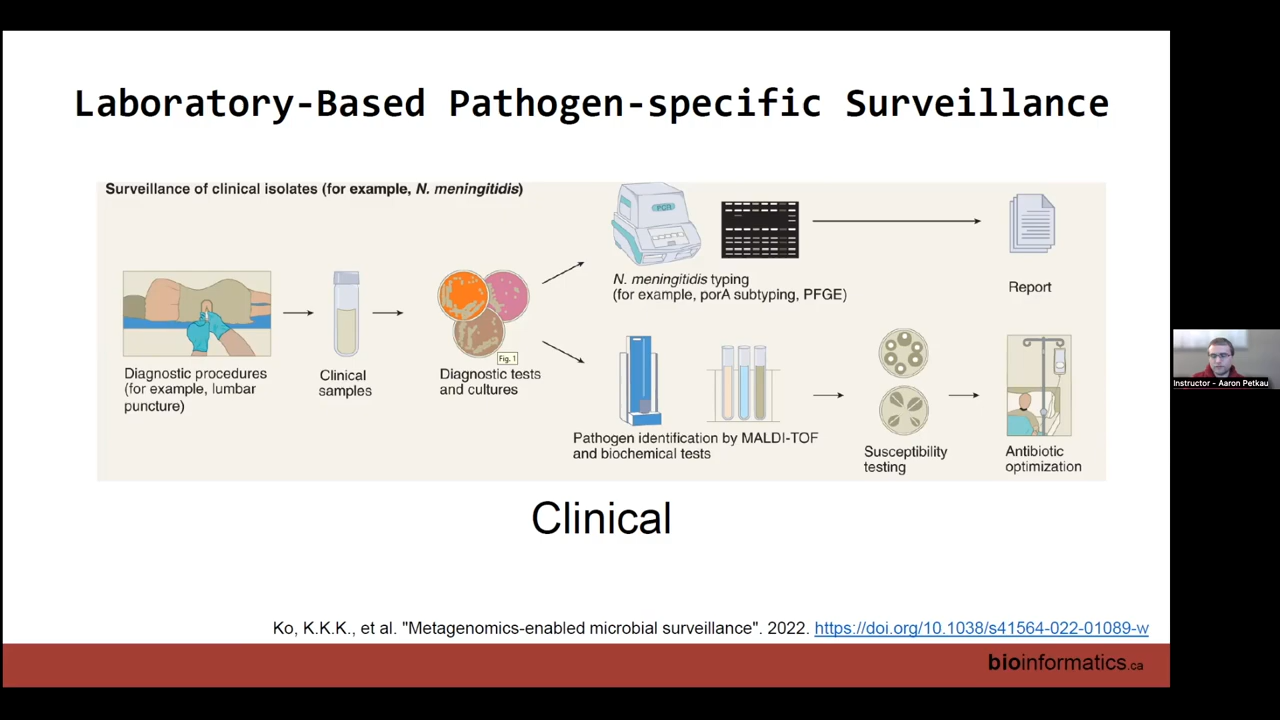 Laboratory-Based Pathogen-specific Surveillance
Surveillance of clinical isolates (for example, N. meningitidis)
Diagnostic procedures
(for example, lumbar
puncture)
Clinical
samples
Fig. 1
Diagnostic tests
and cultures
PCR
N. meningitidis typing
(for example, porA subtyping, PFGE)
Report
Pathogen identification by MALDI-TOF
and biochemical tests
Susceptibility
testing
Antibiotic
optimization
Clinical
Ko, K.K.K., et al. "Metagenomics-enabled microbial surveillance". 2022. https://doi.org/10.1038/s41564-022-01089-w
bioinformatics.ca
Instructor - Aaron Petkau